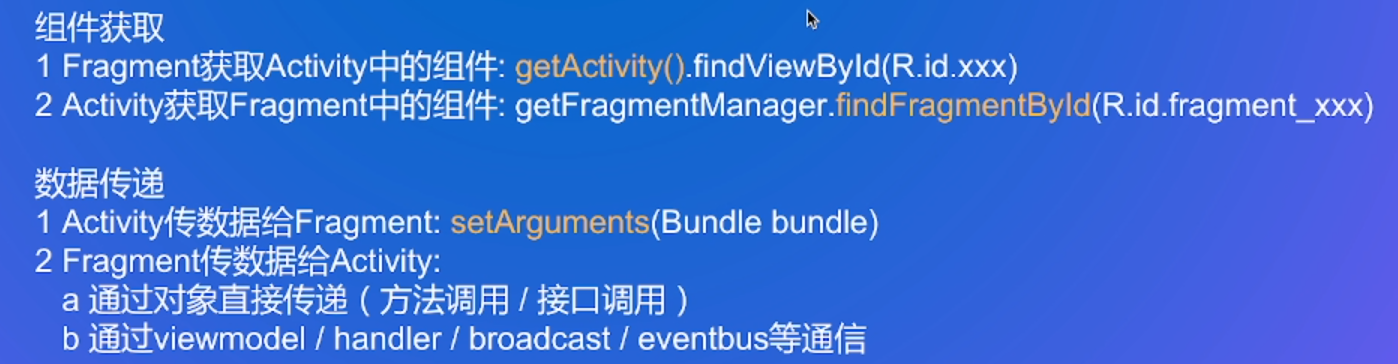 组件获取
1 Fragment获取Activity中的组件: getActivity().findViewById(R.id.xxx)
2 Activity获取Fragment中的组件: getFragmentManager.findFragmentById(R.id.fragment_xxx)
数据传递
1 Activity传数据给Fragment: setArguments(Bundle bundle)
2 Fragment传数据给Activity:
a 通过对象直接传递（方法调用 / 接口调用）
b 通过viewmodel / handler / broadcast / eventbus等通信